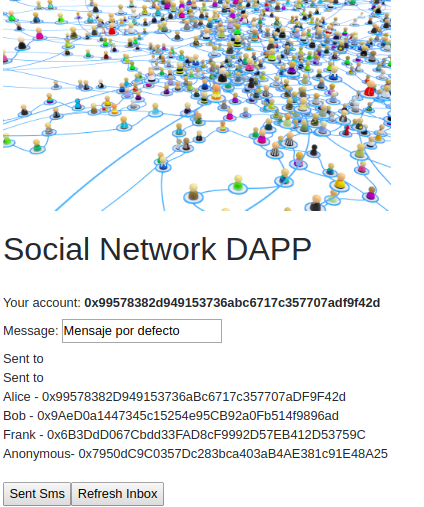 Social Network DAPP
Your account: 0x99578382d949153736abc6717c357707adf9f42d
Message: Mensaje por defecto
Sent to
Sent to
Alice - 0x99578382D949153736aBc6717c357707aDF9F42d
Bob - 0x9AeD0a1447345c15254e95CB92a0Fb514f9896ad
Frank - 0x6B3DdD067Cbdd33FAD8cF9992D57EB412D53759C
Anonymous- 0x7950dC9C0357Dc283bca403aB4AE381c91E48A25
Sent Sms Refresh Inbox